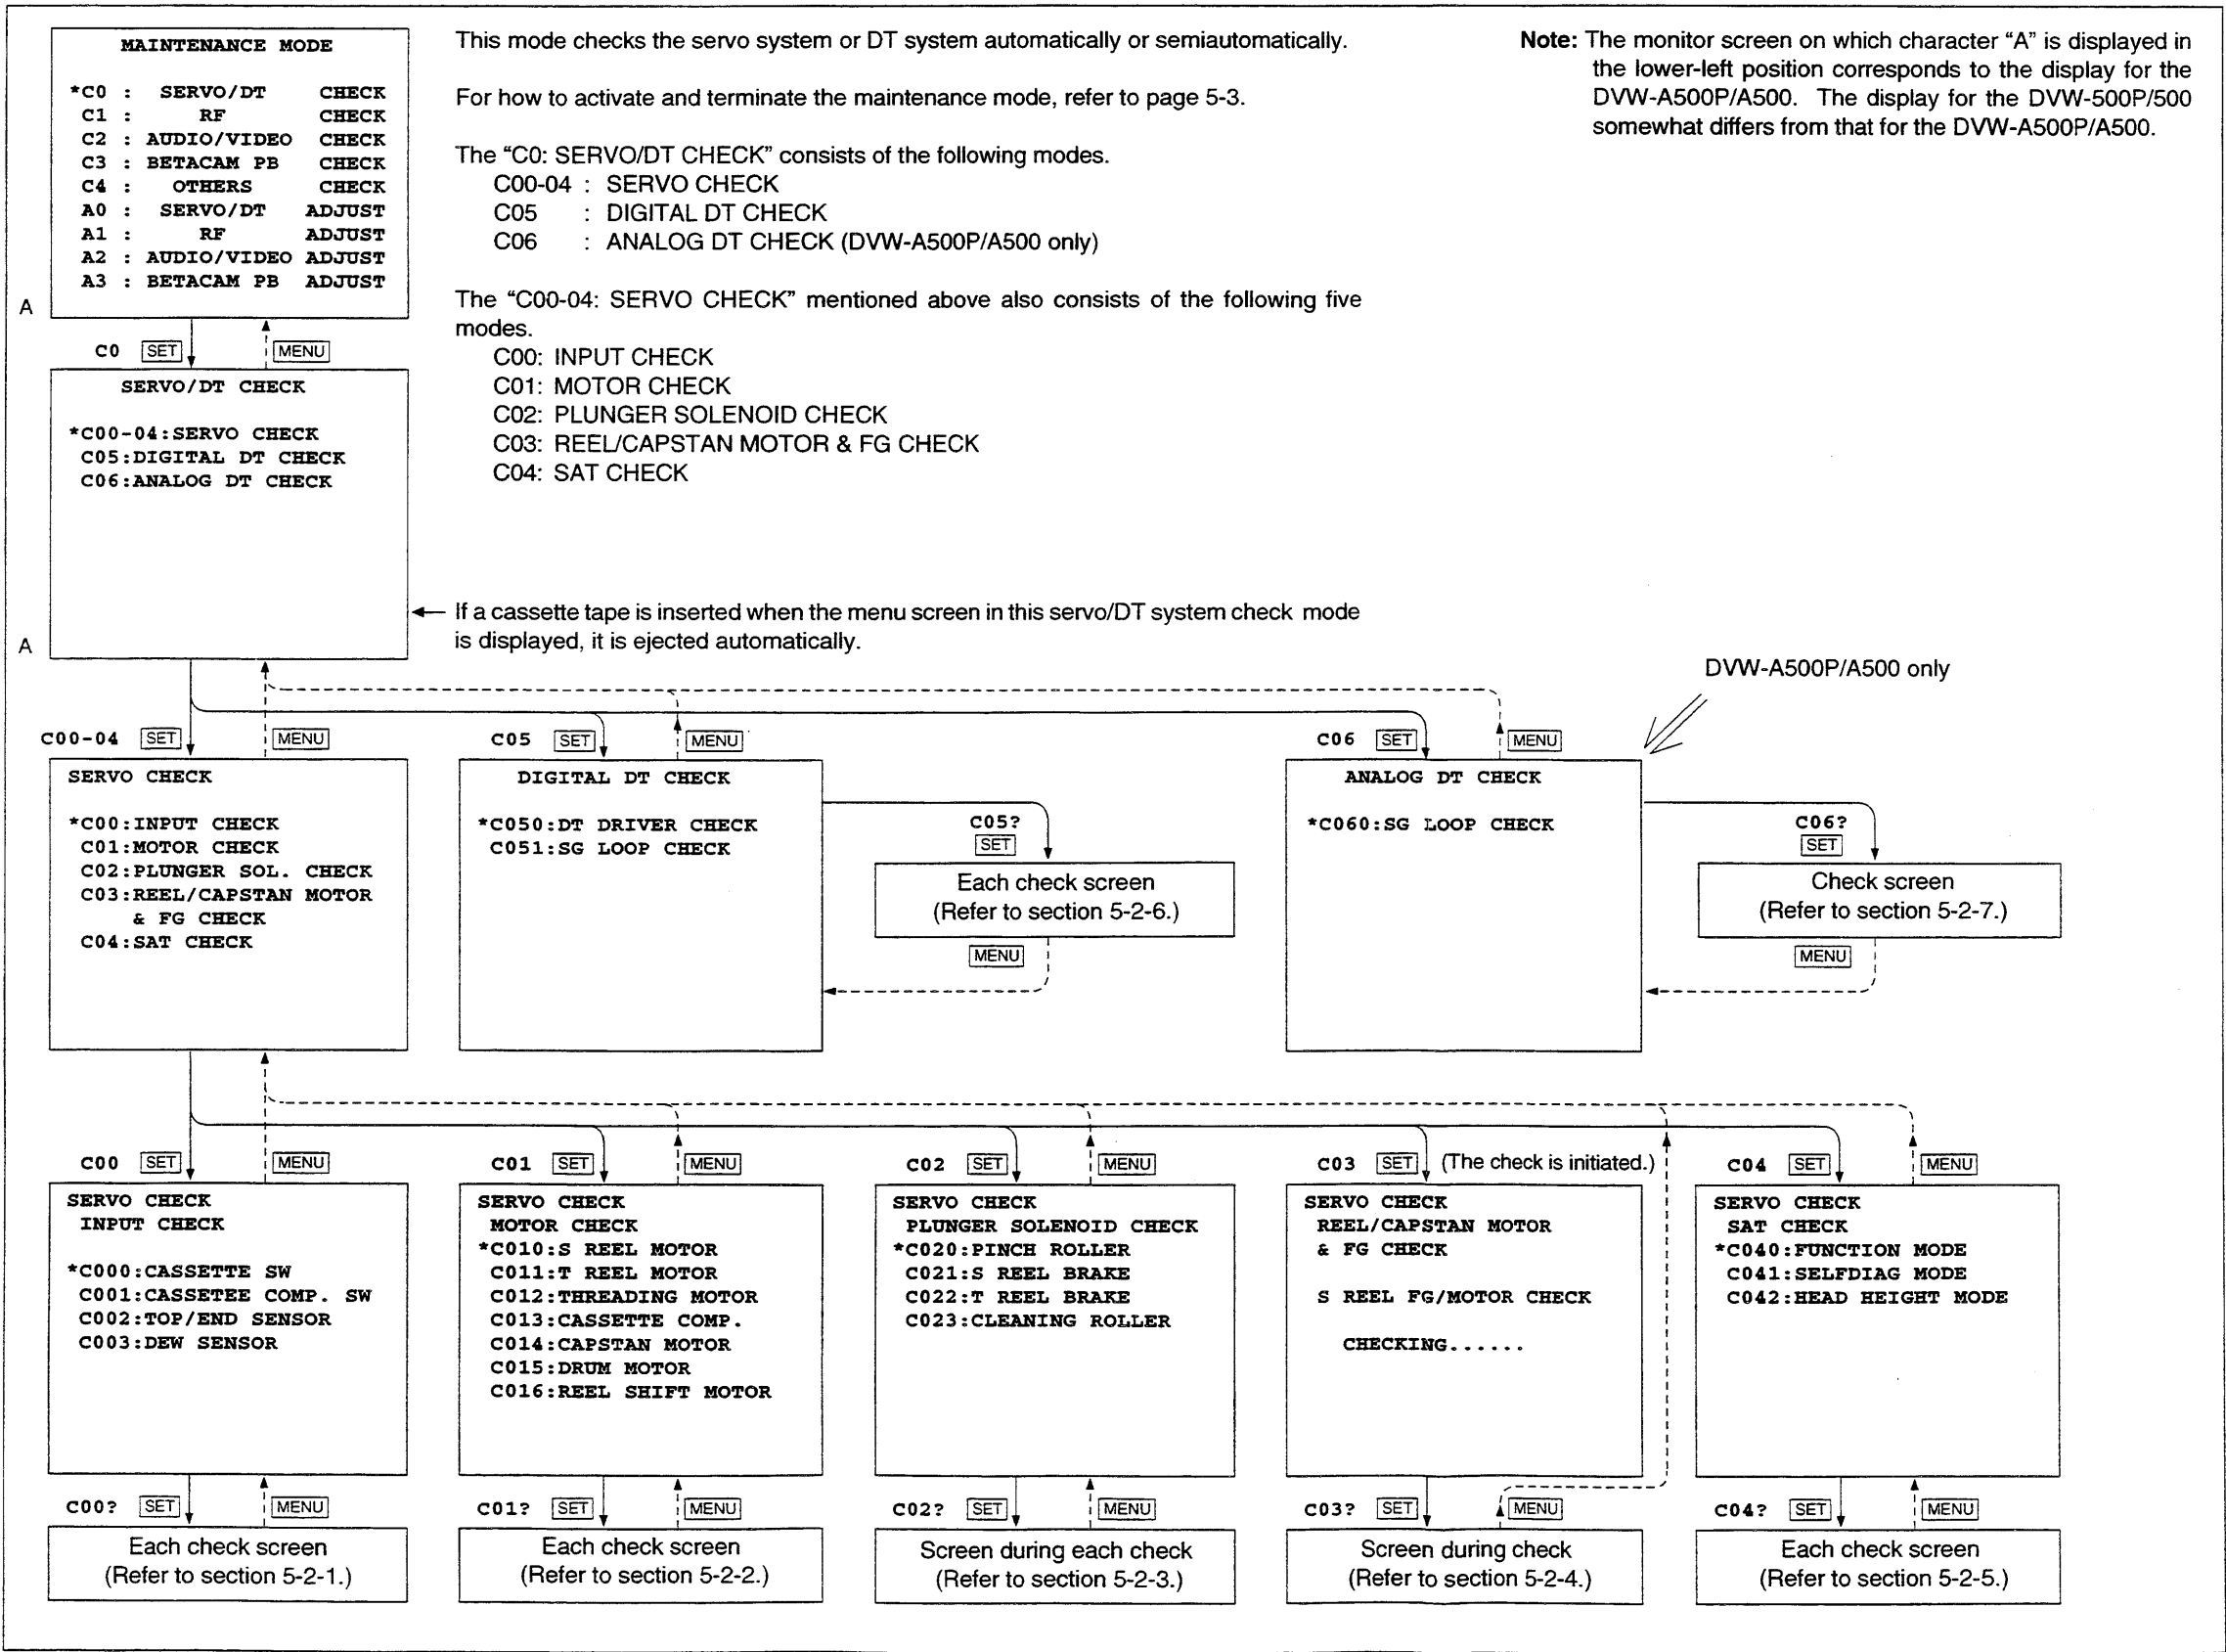 MAINTENANCE MODE
*C0 : SERVO/DT CHECK
C1 : RF CHECK
C2 : AUDIO/VIDEO CHECK
C3 : BETACAM PB CHECK
C4 : OTHERS CHECK
A0 : SERVO/DT ADJUST
A1 : RF ADJUST
A2 : AUDIO/VIDEO ADJUST
A3 : BETACAM PB ADJUST
A
This mode checks the servo system or DT system automatically or semiautomatically.
For how to activate and terminate the maintenance mode, refer to page 5-3.
The “C0: SERVO/DT CHECK” consists of the following modes.
C00-04 : SERVO CHECK
C05 : DIGITAL DT CHECK
C06 : ANALOG DT CHECK (DVW-A500P/A500 only)
The “C00-04: SERVO CHECK” mentioned above also consists of the following five
modes.
C00: INPUT CHECK
C01: MOTOR CHECK
C02: PLUNGER SOLENOID CHECK
C03: REEL/CAPSTAN MOTOR & FG CHECK
C04: SAT CHECK
Note: The monitor screen on which character “A” is displayed in
the lower-left position corresponds to the display for the
DVW-A500P/A500. The display for the DVW-500P/500
somewhat differs from that for the DVW-A500P/A500.
C0 SET MENU
SERVO/DT CHECK
*C00-04:SERVO CHECK
C05:DIGITAL DT CHECK
C06:ANALOG DT CHECK
A
If a cassette tape is inserted when the menu screen in this servo/DT system check mode
is displayed, it is ejected automatically.
DVW-A500P/A500 only
C00-04 SET MENU
SERVO CHECK
*C00:INPUT CHECK
C01:MOTOR CHECK
C02:PLUNGER SOL. CHECK
C03:REEL/CAPSTAN MOTOR
& FG CHECK
C04:SAT CHECK
C05 SET MENU
DIGITAL DT CHECK
*C050:DT DRIVER CHECK
C051:SG LOOP CHECK
C05?
SET
Each check screen
(Refer to section 5-2-6.)
MENU
C06 SET MENU
ANALOG DT CHECK
*C060:SG LOOP CHECK
C06?
SET
Check screen
(Refer to section 5-2-7.)
MENU
C00 SET MENU
SERVO CHECK
INPUT CHECK
*C000:CASSETTE SW
C001:CASSETEE COMP. SW
C002:TOP/END SENSOR
C003:DEW SENSOR
C00? SET MENU
Each check screen
(Refer to section 5-2-1.)
C01 SET MENU
SERVO CHECK
MOTOR CHECK
*C010:S REEL MOTOR
C011:T REEL MOTOR
C012:THREADING MOTOR
C013:CASSETTE COMP.
C014:CAPSTAN MOTOR
C015:DRUM MOTOR
C016:REEL SHIFT MOTOR
C01? SET MENU
Each check screen
(Refer to section 5-2-2.)
C02 SET MENU
SERVO CHECK
PLUNGER SOLENOID CHECK
*C020:PINCH ROLLER
C021:S REEL BRAKE
C022:T REEL BRAKE
C023:CLEANING ROLLER
C02? SET MENU
Screen during each check
(Refer to section 5-2-3.)
C03 SET (The check is initiated.)
SERVO CHECK
REEL/CAPSTAN MOTOR
& FG CHECK
S REEL FG/MOTOR CHECK
CHECKING......
C03? SET MENU
Screen during check
(Refer to section 5-2-4.)
C04 SET MENU
SERVO CHECK
SAT CHECK
*C040:FUNCTION MODE
C041:SELFDIAG MODE
C042:HEAD HEIGHT MODE
C04? SET MENU
Each check screen
(Refer to section 5-2-5.)